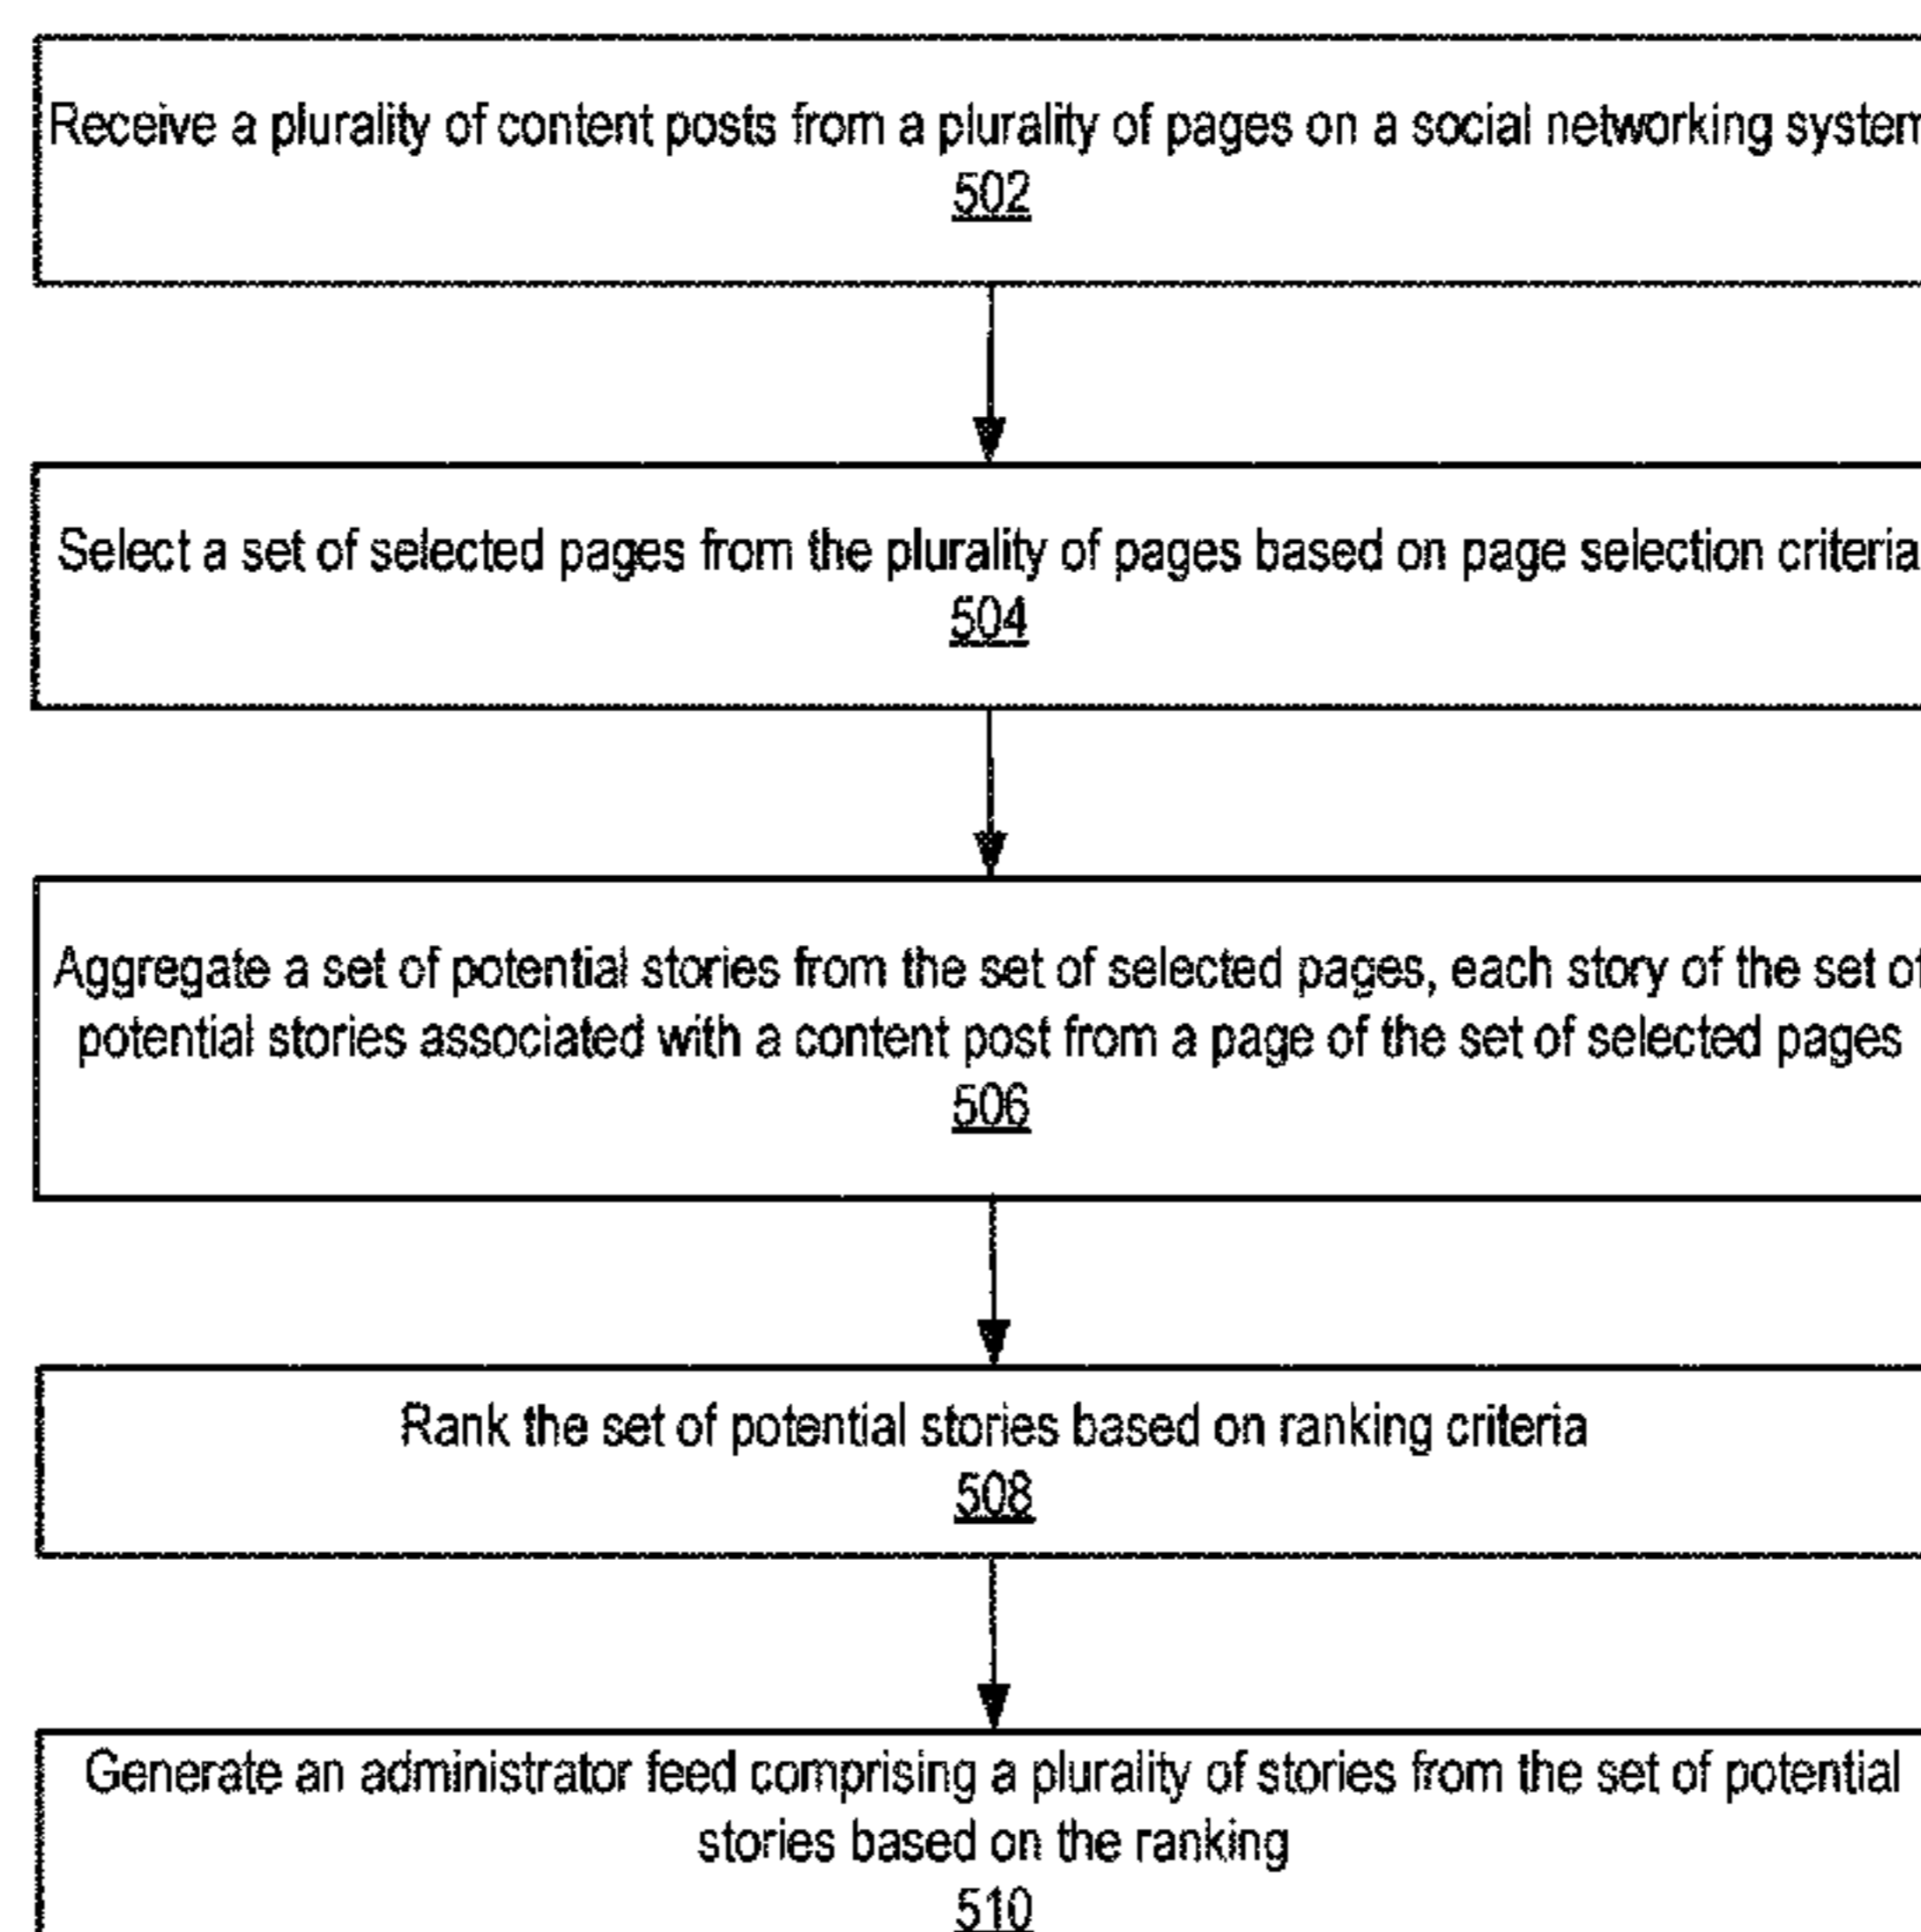 Receive a plurality of content posts from a plurality of pages on a social networking system
502
Select a set of selected pages from the plurality of pages based on page selection criteria
504
Aggregate a set of potential stories from the set of selected pages, each story of the set of
potential stories associated with a content post from a page of the set of selected pages
506
Rank the set of potential stories based on ranking criteria
508
Generate an administrator feed comprising a plurality of stories from the set of potential
stories based on the ranking
510